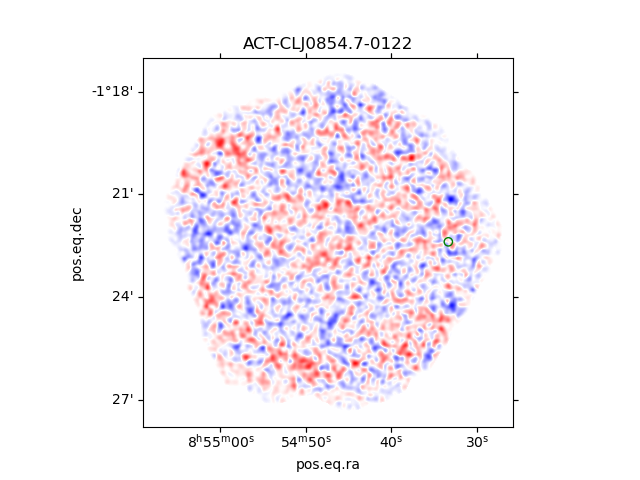 ACT-CLJ0854.7-0122
-1°18'
21'
24'
27'
pos.eq.dec
8ʰ55ᵐ00ˢ 54ᵐ50ˢ 40ˢ 30ˢ
pos.eq.ra